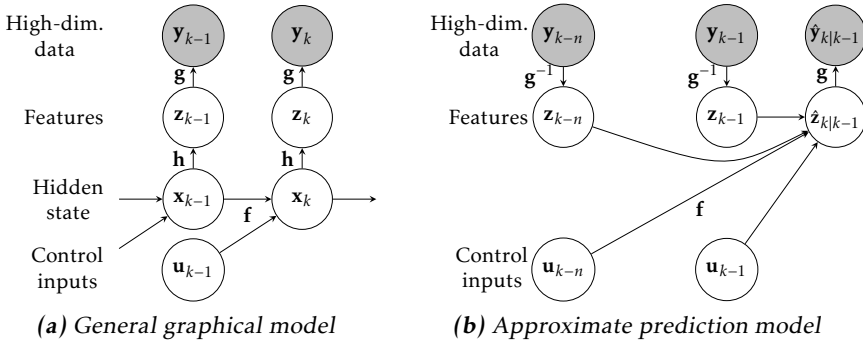 High-dim. data
y_{k−1} y_k
g g
Features z_{k−1} z_k
h h
Hidden state x_{k−1} x_k
f
Control inputs u_{k−1}
(a) General graphical model
High-dim. data
y_{k−n} y_{k−1} ŷ_{k|k−1}
g⁻¹ g⁻¹ g
Features z_{k−n} z_{k−1} ẑ_{k|k−1}
f
Control inputs u_{k−n} u_{k−1}
(b) Approximate prediction model